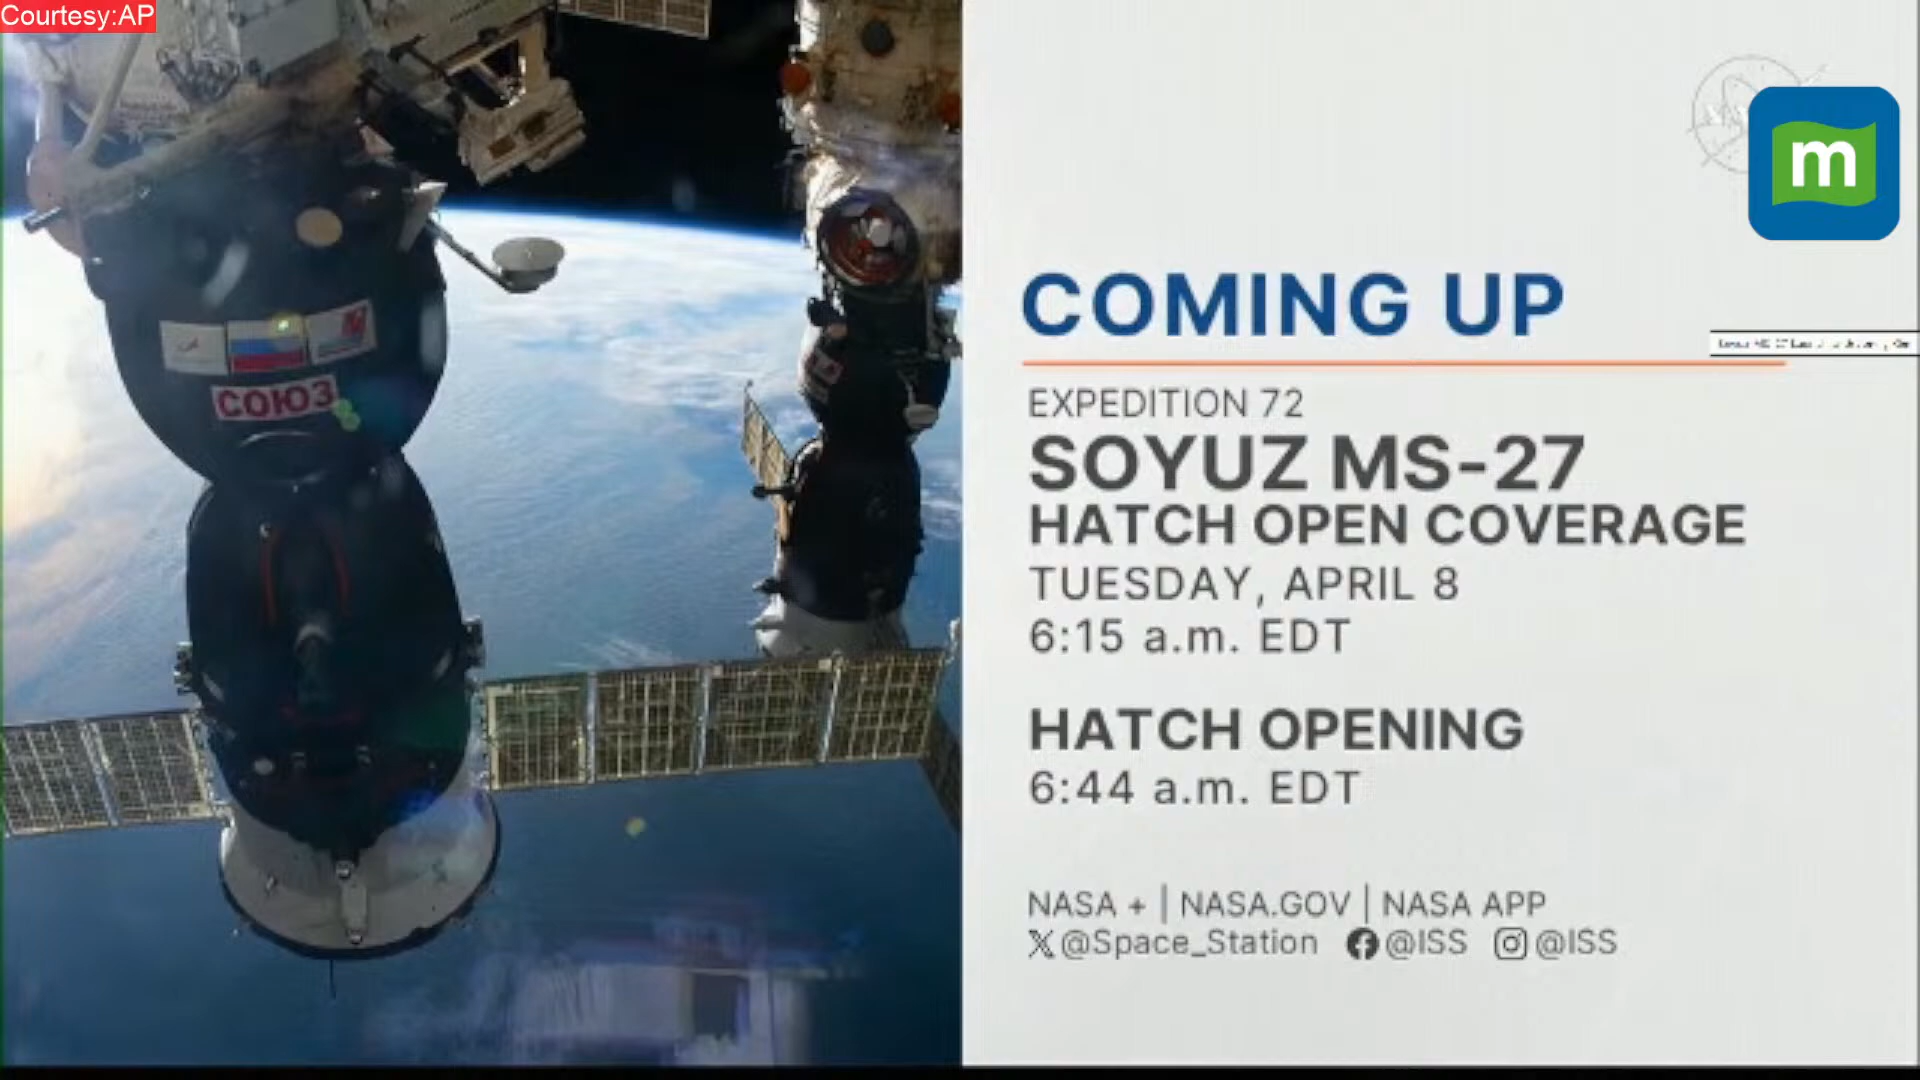 Courtesy:AP
m
COMING UP
EXPEDITION 72
SOYUZ MS-27
HATCH OPEN COVERAGE
TUESDAY, APRIL 8
6:15 a.m. EDT
HATCH OPENING
6:44 a.m. EDT
NASA + | NASA.GOV | NASA APP
@Space_Station @ISS @ISS
СОЮЗ